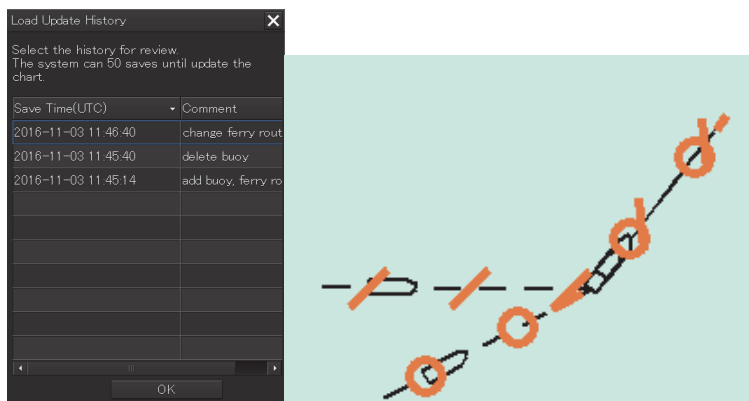 Load Update History
Select the history for review.
The system can 50 saves until update the
chart.
Save Time(UTC) Comment
2016-11-03 11:46:40 change ferry rout
2016-11-03 11:45:40 delete buoy
2016-11-03 11:45:14 add buoy, ferry ro
OK